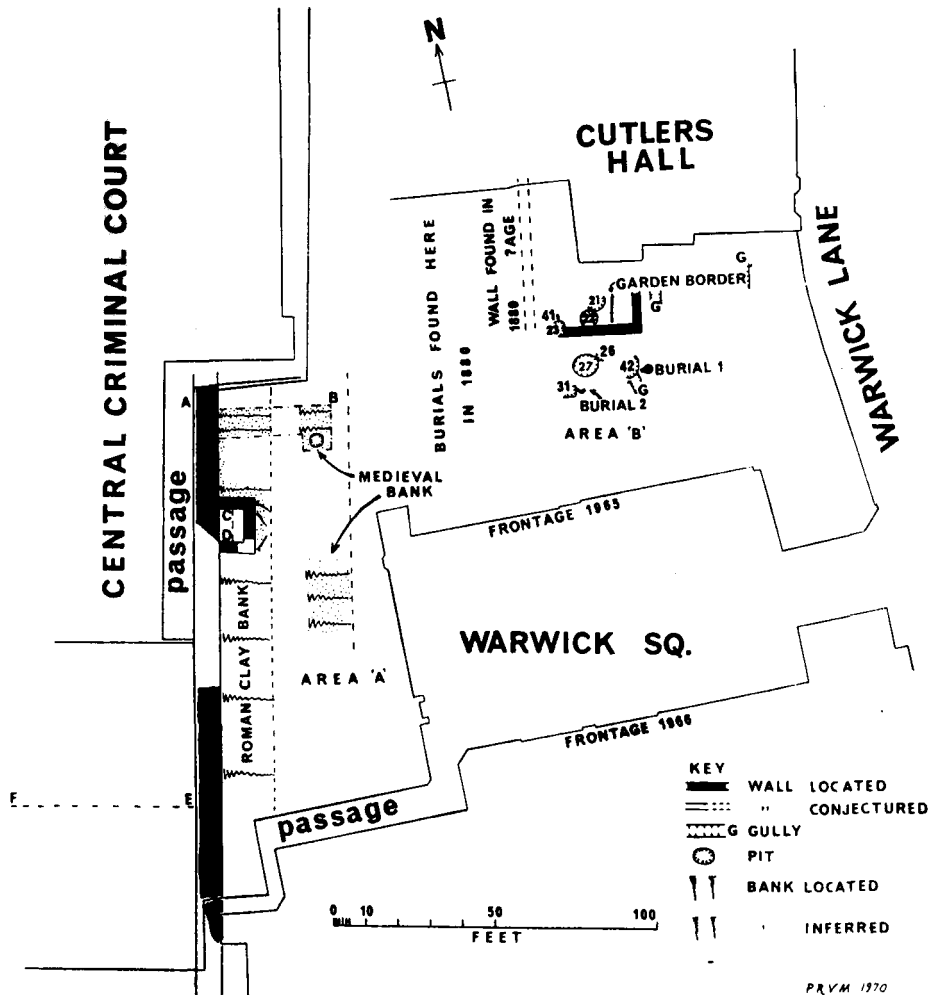 N
CUTLERS
HALL
CENTRAL CRIMINAL COURT
WARWICK LANE
BURIALS FOUND HERE
IN 1880
WALL FOUND IN
1880 ?AGE
G
GARDEN BORDER
G
21
22
41
23
26
27
42
BURIAL 1
G
31
BURIAL 2
AREA 'B'
A
B
MEDIEVAL
BANK
passage
FRONTAGE 1965
ROMAN CLAY BANK
WARWICK SQ.
AREA 'A'
FRONTAGE 1966
F
E
passage
KEY
WALL LOCATED
" CONJECTURED
G GULLY
PIT
BANK LOCATED
' INFERRED
0 10 50 100
FEET
PRVM 1970